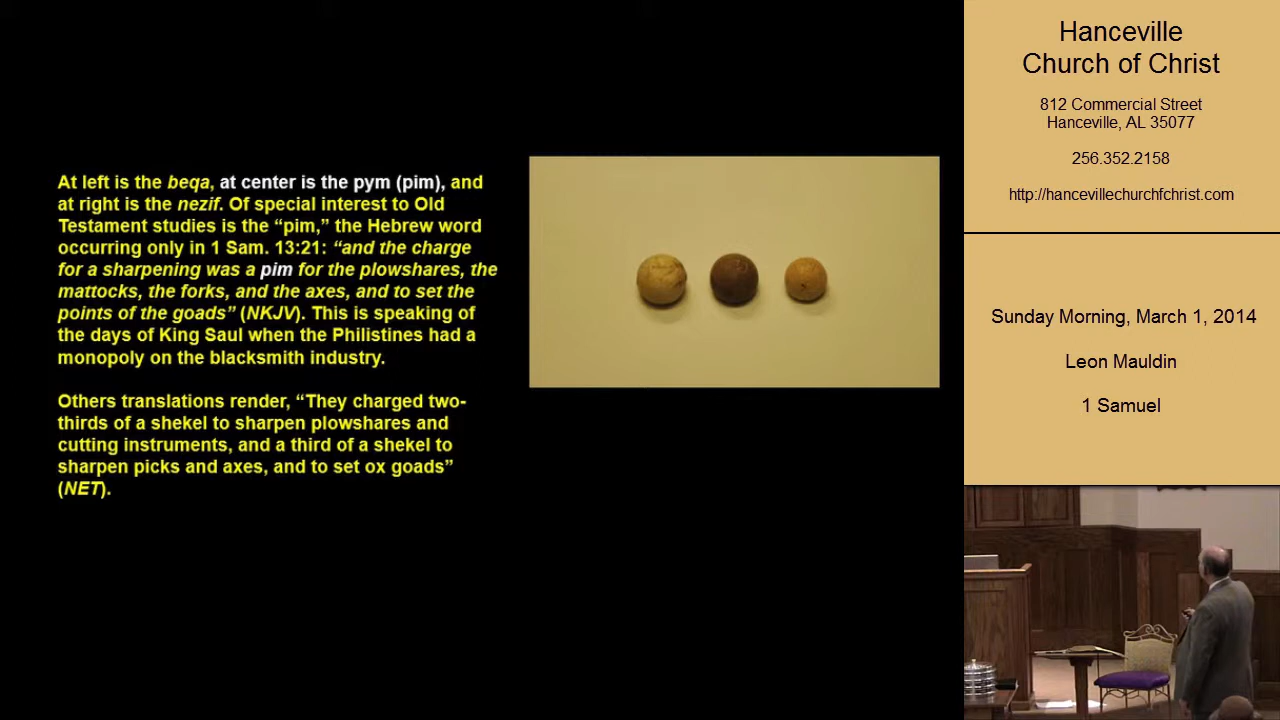 At left is the beqa, at center is the pym (pim), and
at right is the nezif. Of special interest to Old
Testament studies is the “pim,” the Hebrew word
occurring only in 1 Sam. 13:21: “and the charge
for a sharpening was a pim for the plowshares, the
mattocks, the forks, and the axes, and to set the
points of the goads” (NKJV). This is speaking of
the days of King Saul when the Philistines had a
monopoly on the blacksmith industry.
Others translations render, “They charged two-
thirds of a shekel to sharpen plowshares and
cutting instruments, and a third of a shekel to
sharpen picks and axes, and to set ox goads”
(NET).
Hanceville
Church of Christ
812 Commercial Street
Hanceville, AL 35077
256.352.2158
http://hancevillechurchfchrist.com
Sunday Morning, March 1, 2014
Leon Mauldin
1 Samuel